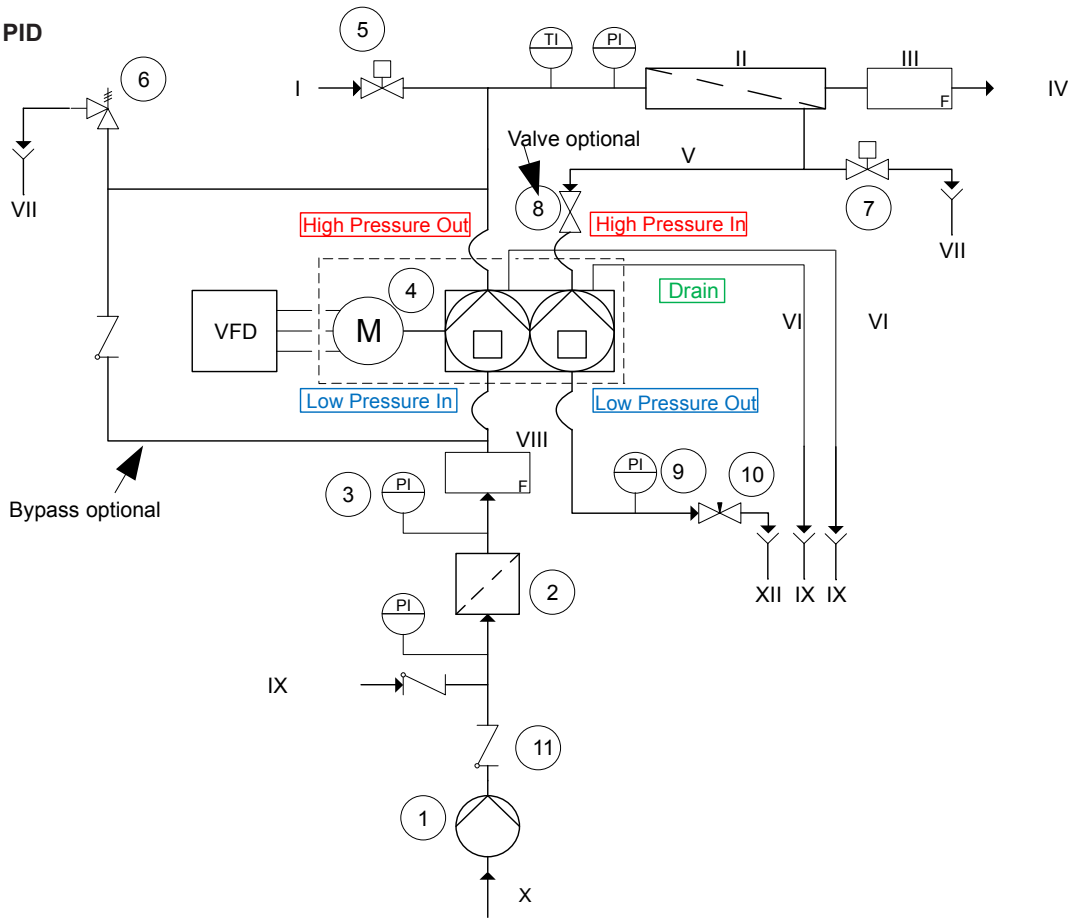 PID
5
6
TI
PI
II
III
I
F
IV
Valve optional
V
8
7
VII
VII
High Pressure Out
High Pressure In
Drain
4
VFD
M
VI
VI
Low Pressure In
Low Pressure Out
VIII
F
PI
3
PI
9
10
Bypass optional
2
XII
IX
IX
PI
IX
11
1
X